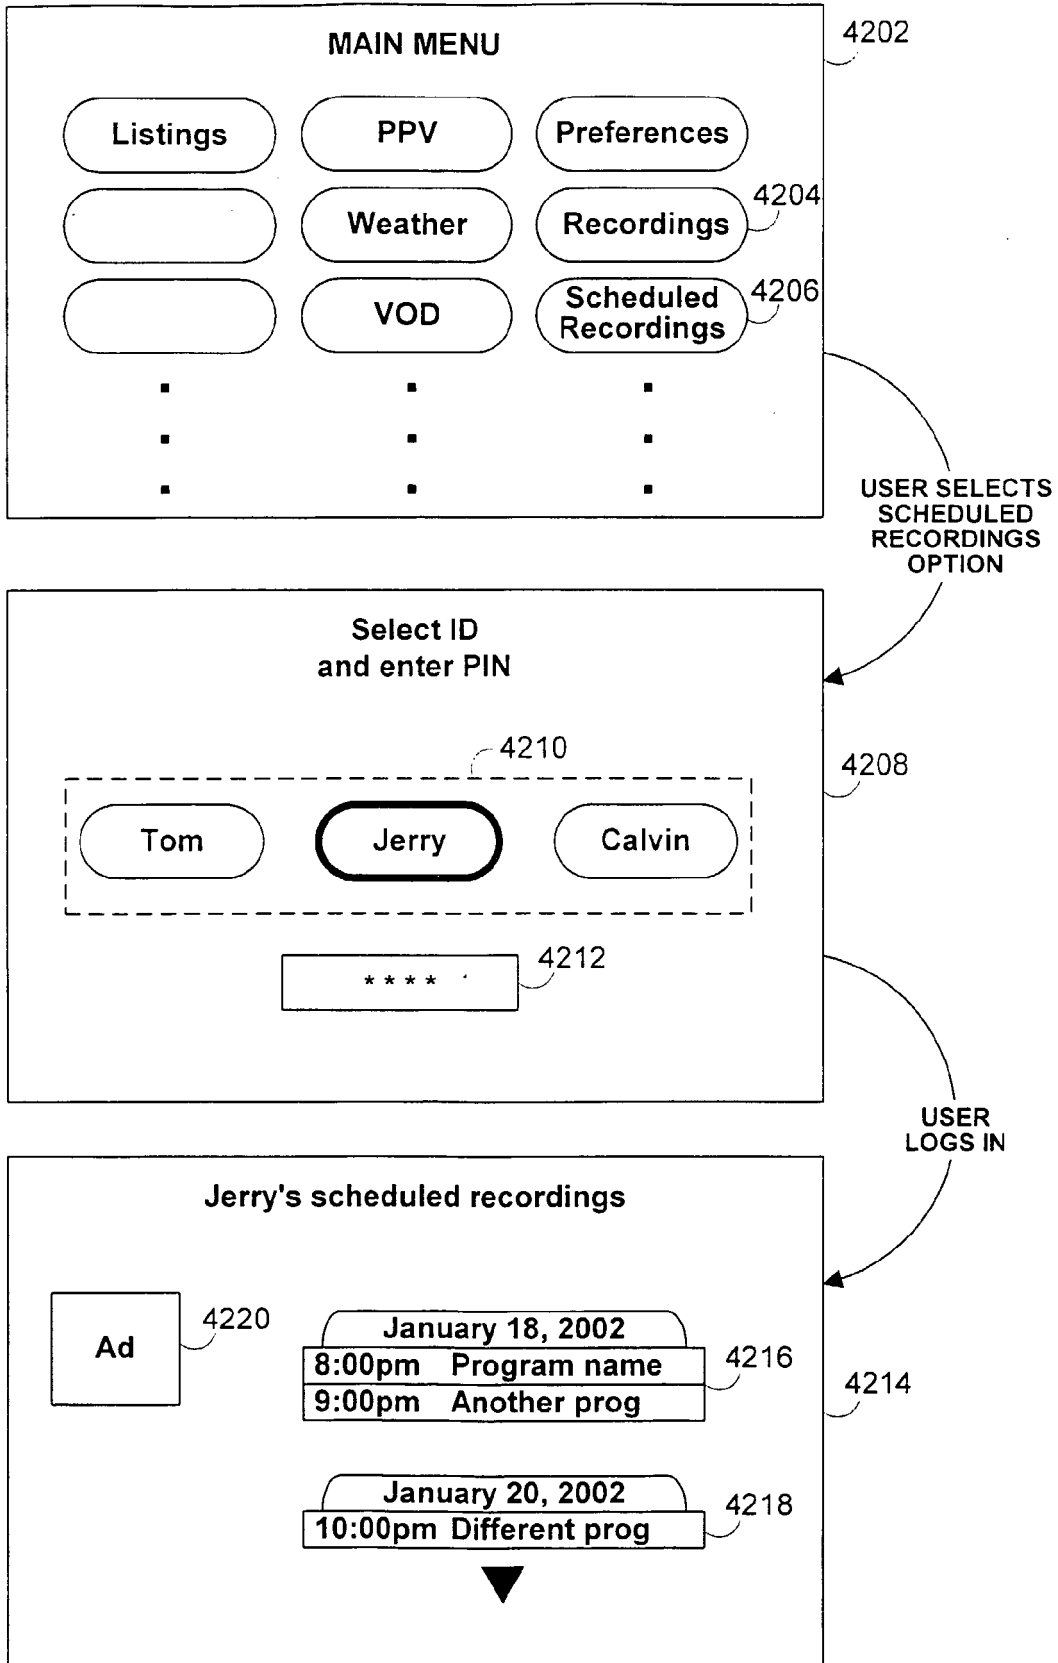 MAIN MENU
4202
Listings
PPV
Preferences
Weather
Recordings
4204
VOD
Scheduled
Recordings
4206
USER SELECTS
SCHEDULED
RECORDINGS
OPTION
Select ID
and enter PIN
4210
4208
Tom
Jerry
Calvin
* * * *
4212
USER
LOGS IN
Jerry's scheduled recordings
Ad
4220
January 18, 2002
8:00pm Program name
9:00pm Another prog
4216
4214
January 20, 2002
10:00pm Different prog
4218